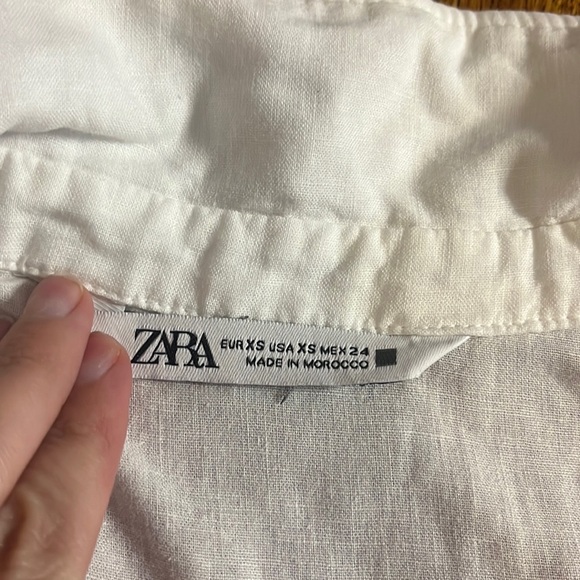 ZARA
EUR XS USA XS MEX 24
MADE IN MOROCCO